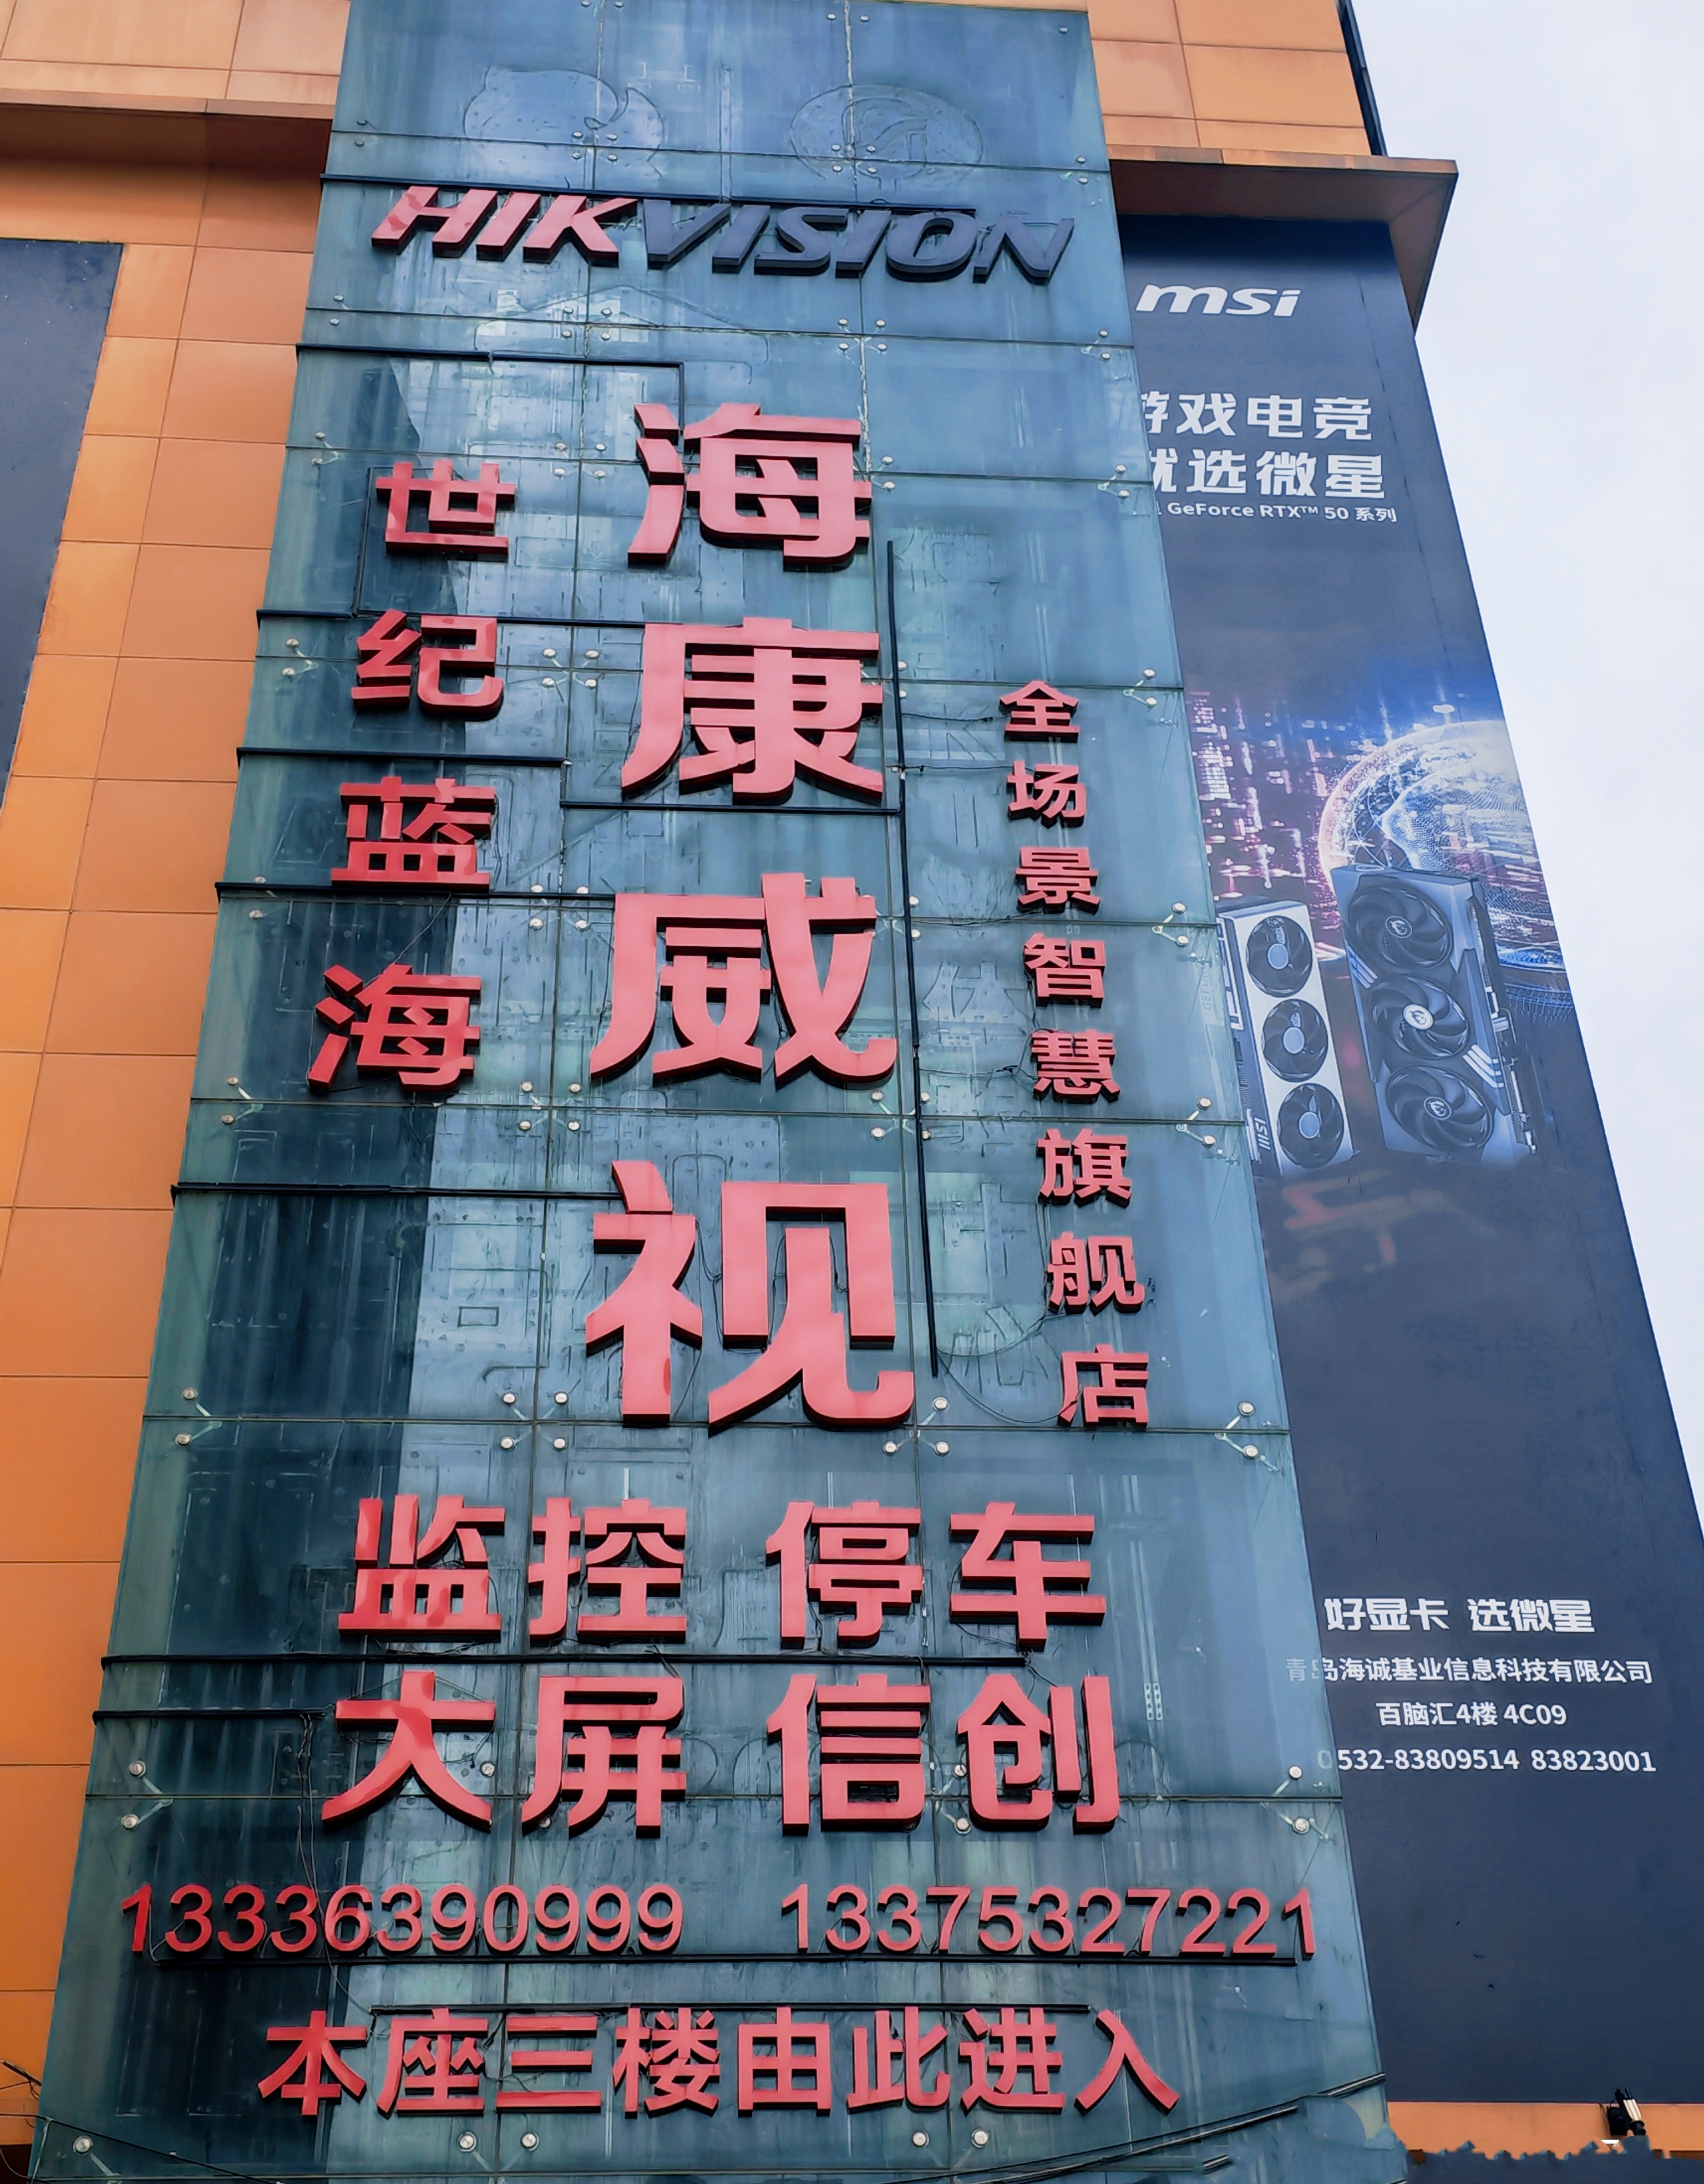 HIKVISION
世纪蓝海
海康威视
全场景智慧旗舰店
监控 停车
大屏 信创
13336390999 13375327221
本座三楼由此进入
msi
游戏电竞
就选微星
GeForce RTX™ 50 系列
msi
好显卡 选微星
青岛海诚基业信息科技有限公司
百脑汇4楼 4C09
0532-83809514 83823001